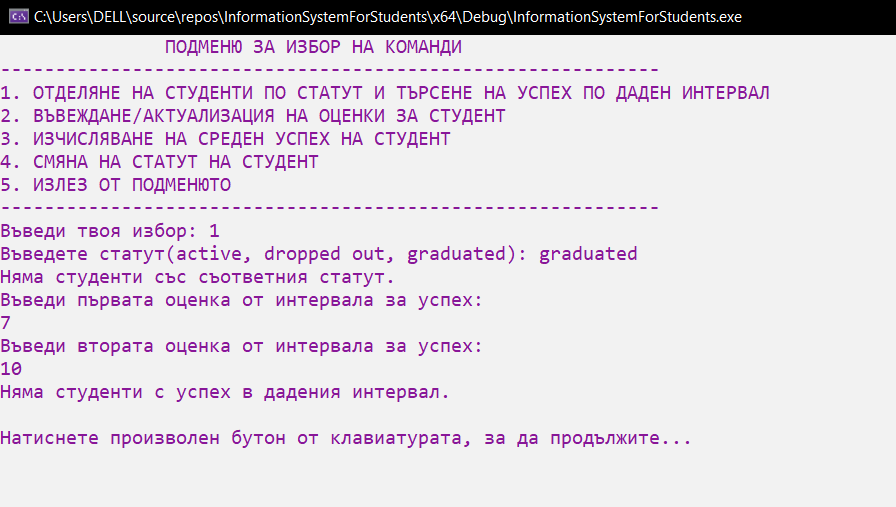 C:\Users\DELL\source\repos\InformationSystemForStudents\x64\Debug\InformationSystemForStudents.exe
ПОДМЕНЮ ЗА ИЗБОР НА КОМАНДИ
------------------------------------------------------------
1. ОТДЕЛЯНЕ НА СТУДЕНТИ ПО СТАТУТ И ТЪРСЕНЕ НА УСПЕХ ПО ДАДЕН ИНТЕРВАЛ
2. ВЪВЕЖДАНЕ/АКТУАЛИЗАЦИЯ НА ОЦЕНКИ ЗА СТУДЕНТ
3. ИЗЧИСЛЯВАНЕ НА СРЕДЕН УСПЕХ НА СТУДЕНТ
4. СМЯНА НА СТАТУТ НА СТУДЕНТ
5. ИЗЛЕЗ ОТ ПОДМЕНЮТО
------------------------------------------------------------
Въведи твоя избор: 1
Въведете статут(active, dropped out, graduated): graduated
Няма студенти със съответния статут.
Въведи първата оценка от интервала за успех:
7
Въведи втората оценка от интервала за успех:
10
Няма студенти с успех в дадения интервал.
Натиснете произволен бутон от клавиатурата, за да продължите...